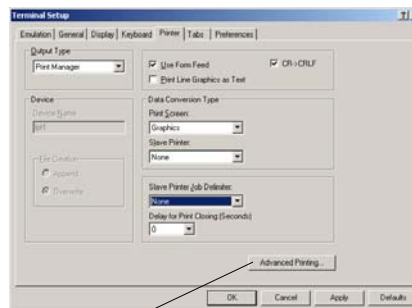 Terminal Setup
Emulation General Display Keyboard Printer Tabs Preferences
Output Type
Print Manager
Use Form Feed
CR->CRLF
Print Line Graphics as Text
Device
Device Name
lpt1
File Creation
Append
Overwrite
Data Conversion Type
Print Screen:
Graphics
Slave Printer:
None
Slave Printer Job Delimiter:
None
Delay for Print Closing (Seconds)
0
Advanced Printing...
OK Cancel Apply Defaults